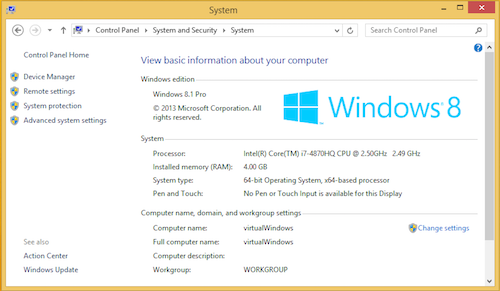 System
Control Panel System and Security System
Search Control Panel
Control Panel Home
Device Manager
Remote settings
System protection
Advanced system settings
See also
Action Center
Windows Update
View basic information about your computer
Windows edition
Windows 8.1 Pro
© 2013 Microsoft Corporation. All
rights reserved.
Windows 8
System
Processor: Intel(R) Core(TM) i7-4870HQ CPU @ 2.50GHz 2.49 GHz
Installed memory (RAM): 4.00 GB
System type: 64-bit Operating System, x64-based processor
Pen and Touch: No Pen or Touch Input is available for this Display
Computer name, domain, and workgroup settings
Computer name: virtualWindows
Change settings
Full computer name: virtualWindows
Computer description:
Workgroup: WORKGROUP